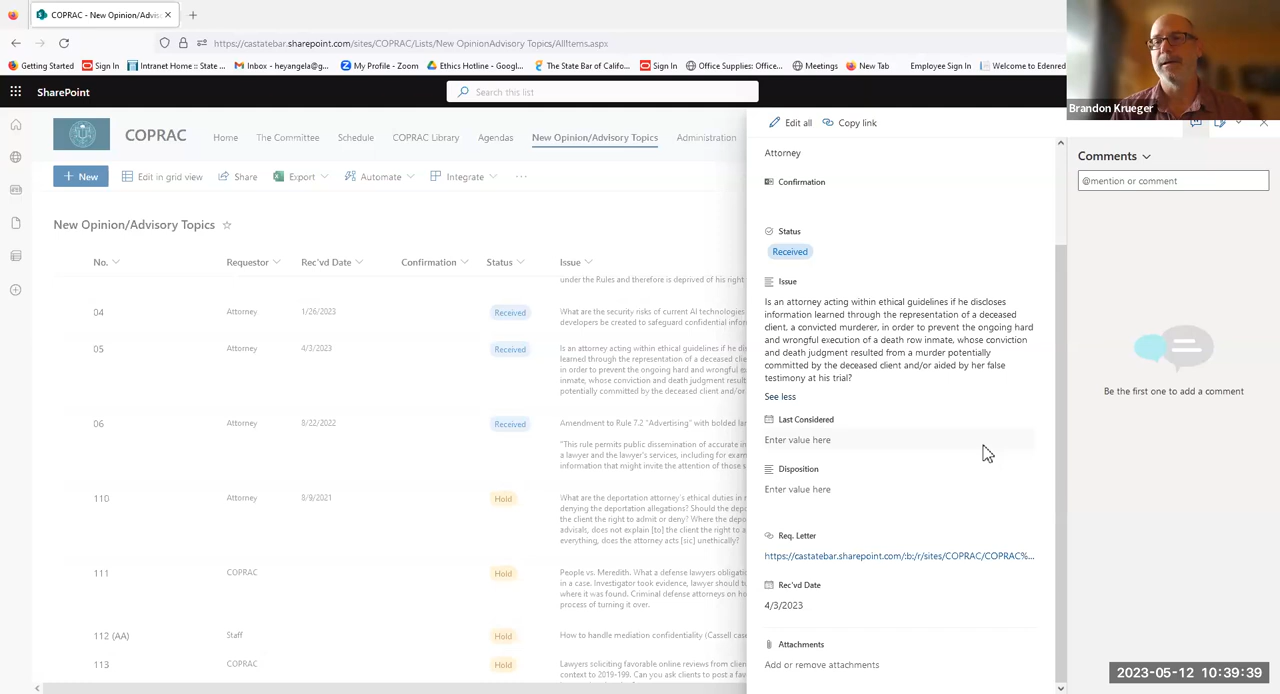 COPRAC - New Opinion/Advis
https://castatebar.sharepoint.com/sites/COPRAC/Lists/New OpinionAdvisory Topics/AllItems.aspx
Getting Started Sign In Intranet Home :: State ... Inbox - heyangela@g... My Profile - Zoom Ethics Hotline - Googl... The State Bar of Califo... Sign In Office Supplies: Office... Meetings New Tab Employee Sign In Welcome to Edenred
Brandon Krueger
SharePoint
Search this list
COPRAC Home The Committee Schedule COPRAC Library Agendas New Opinion/Advisory Topics Administration
+ New Edit in grid view Share Export Automate Integrate ...
New Opinion/Advisory Topics
No. Requestor Rec'vd Date Confirmation Status Issue
under the Rules and therefore is deprived of his right
04 Attorney 1/26/2023 Received What are the security risks of current AI technologies
developers be created to safeguard confidential infor
05 Attorney 4/3/2023 Received Is an attorney acting within ethical guidelines if he dis
learned through the representation of a deceased clie
in order to prevent the ongoing harm and wrongful ex
inmate, whose conviction and death judgment result
potentially committed by the deceased client and/or a
06 Attorney 8/22/2022 Received Amendment to Rule 7.2 "Advertising" with bolded lan
"This rule permits public dissemination of accurate in
a lawyer and the lawyer's services, including for exam
information that might invite the attention of those s
110 Attorney 8/9/2021 Hold What are the deportation attorney's ethical duties in r
denying the deportation allegations? Should the depo
the client the right to admit or deny? Where the depo
advisals, does not explain [to] the client the right to a
everything, does the attorney acts [sic] unethically?
111 COPRAC Hold People vs. Meredith. What a defense lawyers obligatio
in a case. Investigator took evidence, lawyer should tu
where it was found. Criminal defense attorneys on ho
process of turning it over.
112 (AA) Staff Hold How to handle mediation confidentiality (Cassell case
113 COPRAC Hold Lawyers soliciting favorable online reviews from clien
context to 2019-199. Can you ask clients to post a fav
Edit all Copy link
Attorney
Confirmation
Status
Received
Issue
Is an attorney acting within ethical guidelines if he discloses
information learned through the representation of a deceased
client, a convicted murderer, in order to prevent the ongoing hard
and wrongful execution of a death row inmate, whose conviction
and death judgment resulted from a murder potentially
committed by the deceased client and/or aided by her false
testimony at his trial?
See less
Last Considered
Enter value here
Disposition
Enter value here
Req. Letter
https://castatebar.sharepoint.com/:b:/r/sites/COPRAC/COPRAC%...
Rec'vd Date
4/3/2023
Attachments
Add or remove attachments
Comments
@mention or comment
Be the first one to add a comment
2023-05-12 10:39:39